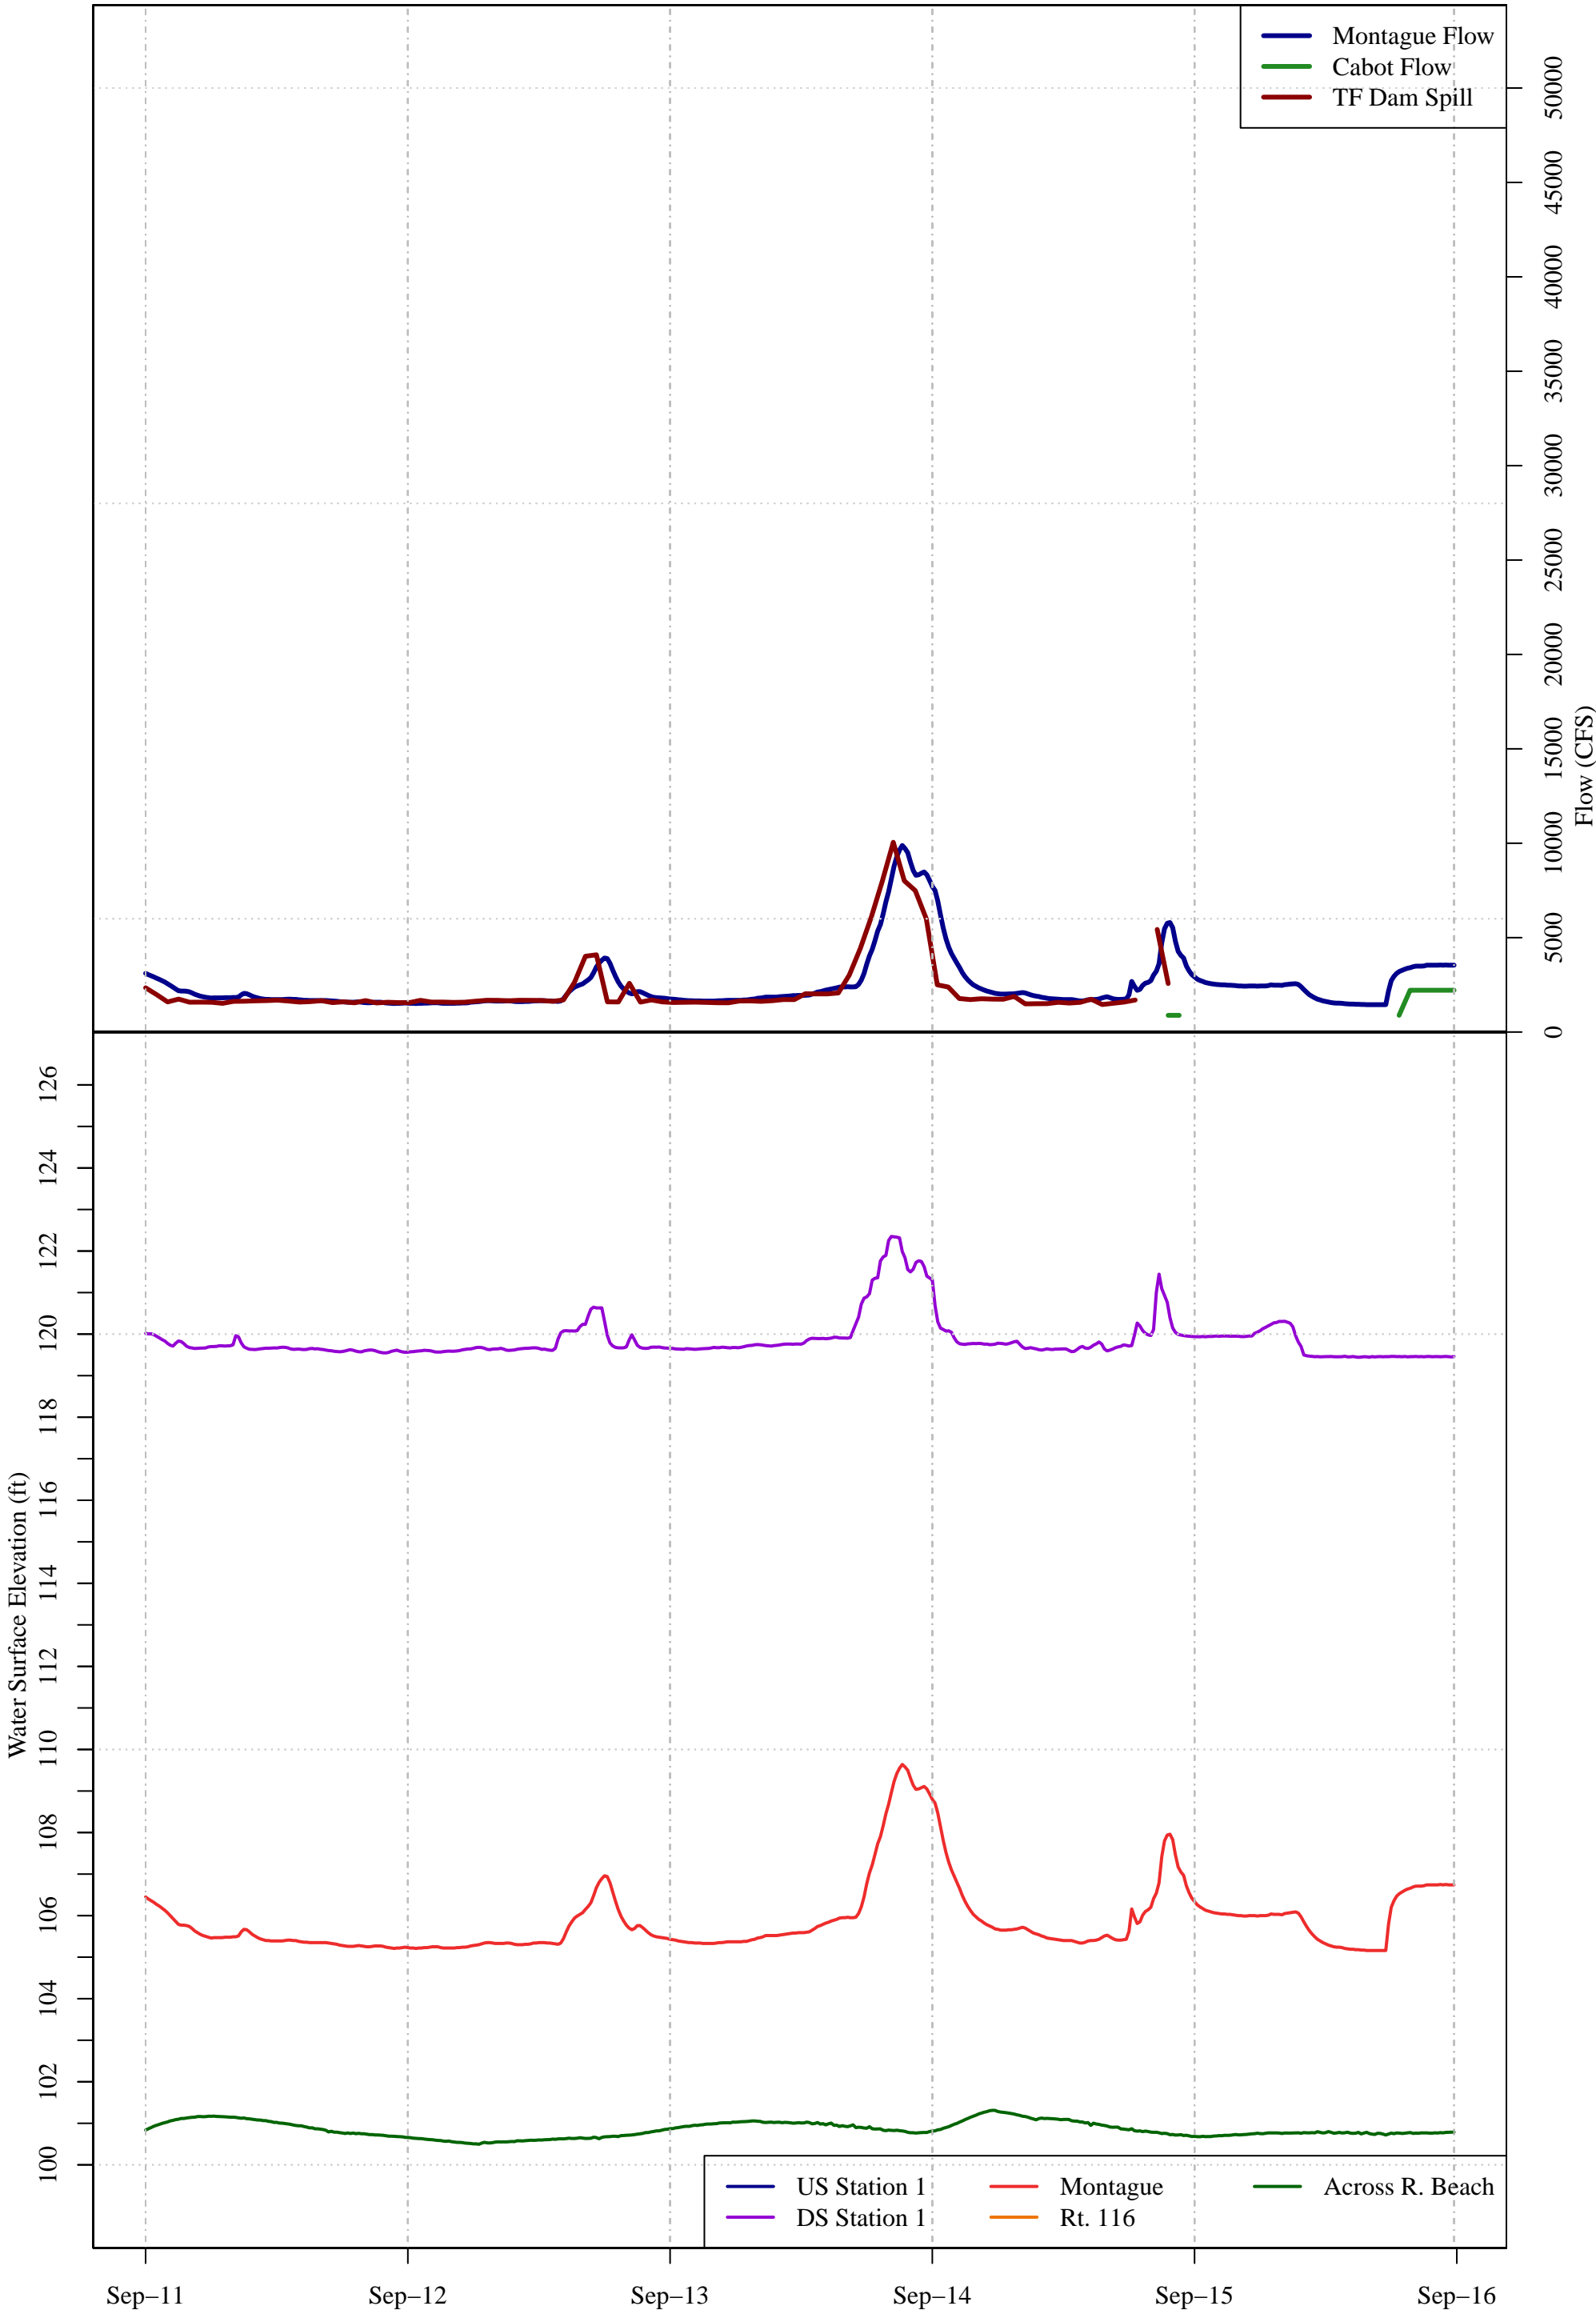 Montague Flow
Cabot Flow
TF Dam Spill
50000
45000
40000
35000
30000
25000
20000
15000
10000
5000
0
Flow (CFS)
126
124
122
120
118
116
114
112
110
108
106
104
102
100
Water Surface Elevation (ft)
US Station 1
Montague
Across R. Beach
DS Station 1
Rt. 116
Sep−11
Sep−12
Sep−13
Sep−14
Sep−15
Sep−16